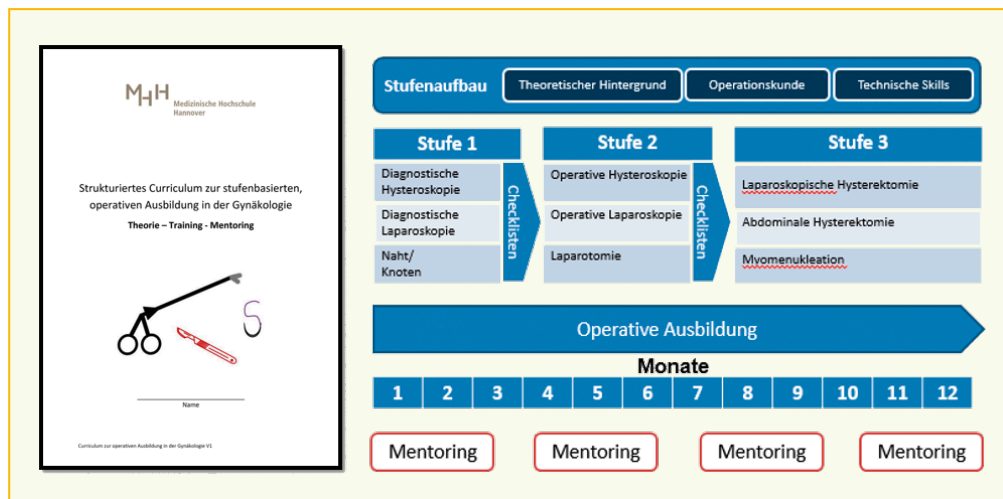 MHH
Medizinische Hochschule
Hannover
Strukturiertes Curriculum zur stufenbasierten,
operativen Ausbildung in der Gynäkologie
Theorie – Training - Mentoring
Name
Curriculum zur operativen Ausbildung in der Gynäkologie V1
Stufenaufbau
Theoretischer Hintergrund
Operationskunde
Technische Skills
Stufe 1
Diagnostische
Hysteroskopie
Diagnostische
Laparoskopie
Naht/
Knoten
Checklisten
Stufe 2
Operative Hysteroskopie
Operative Laparoskopie
Laparotomie
Checklisten
Stufe 3
Laparoskopische Hysterektomie
Abdominale Hysterektomie
Myomenukleation
Operative Ausbildung
Monate
1 2 3 4 5 6 7 8 9 10 11 12
Mentoring Mentoring Mentoring Mentoring